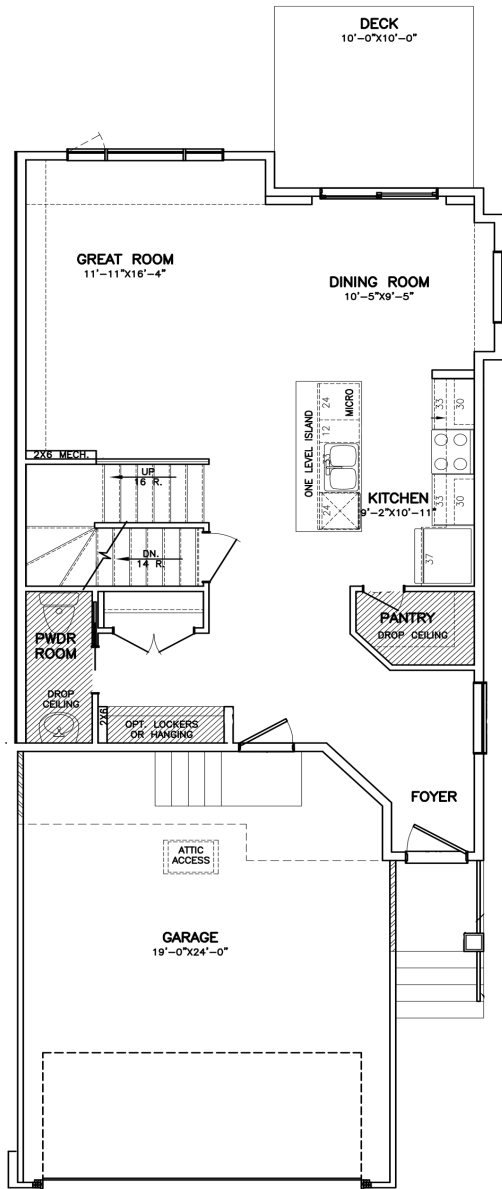 DECK
10'-0"X10'-0"
GREAT ROOM
11'-11"X16'-4"
DINING ROOM
10'-5"X9'-5"
ONE LEVEL ISLAND
24
MICRO
12
33
24
33
30
33
30
37
KITCHEN
9'-2"X10'-11"
2X6 MECH.
UP
16 R.
DN.
14 R.
PWDR
ROOM
DROP
CEILING
PANTRY
DROP CEILING
2X6
OPT. LOCKERS
OR HANGING
FOYER
ATTIC
ACCESS
GARAGE
19'-0"X24'-0"